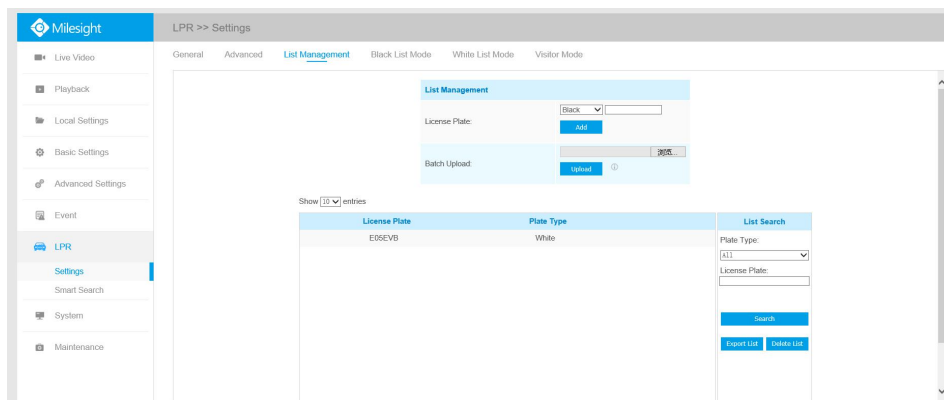 Milesight
LPR >> Settings
Live Video
Playback
Local Settings
Basic Settings
Advanced Settings
Event
LPR
Settings
Smart Search
System
Maintenance
General Advanced List Management Black List Mode White List Mode Visitor Mode
List Management
License Plate:
Black
Add
Batch Upload:
浏览...
Upload
Show 10 entries
License Plate Plate Type
E05EVB White
List Search
Plate Type:
All
License Plate:
Search
Export List Delete List